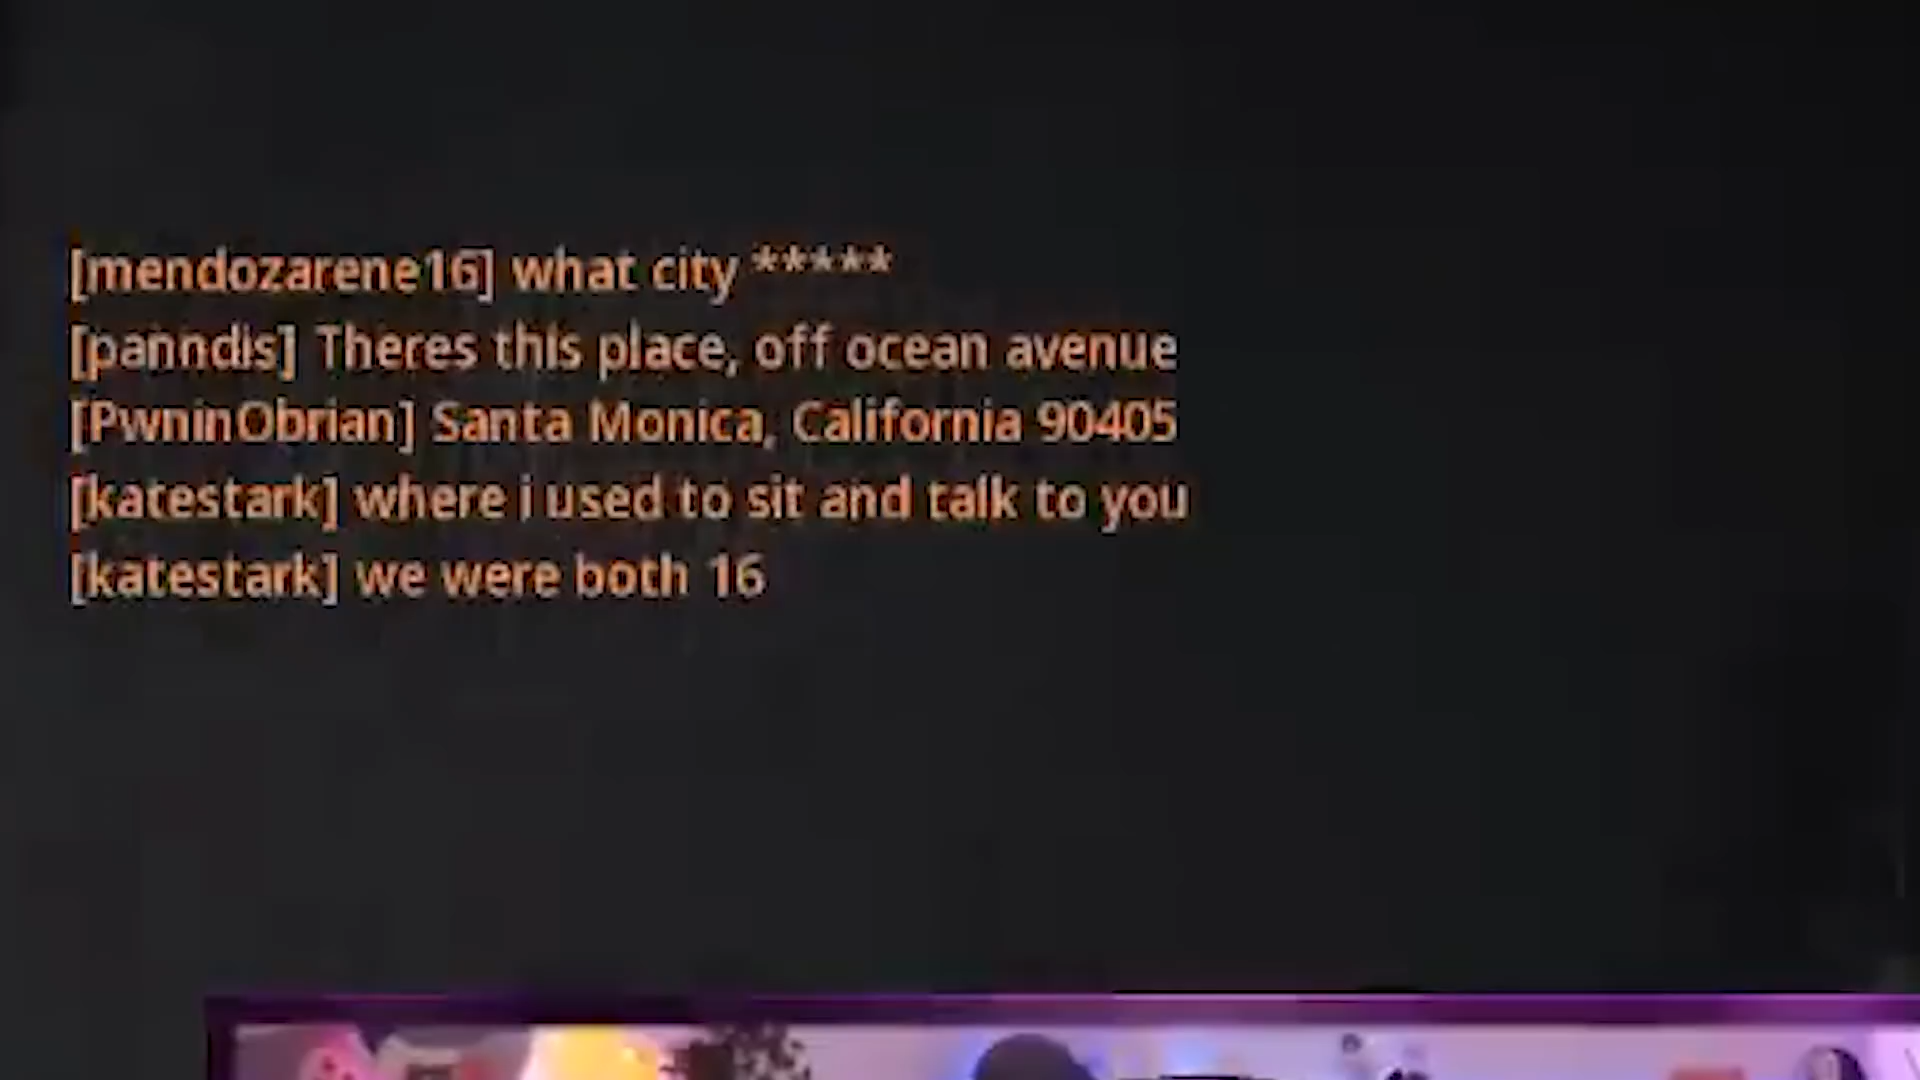 [mendozarene16] what city *****
[panndis] Theres this place, off ocean avenue
[PwninObrian] Santa Monica, California 90405
[katestark] where i used to sit and talk to you
[katestark] we were both 16